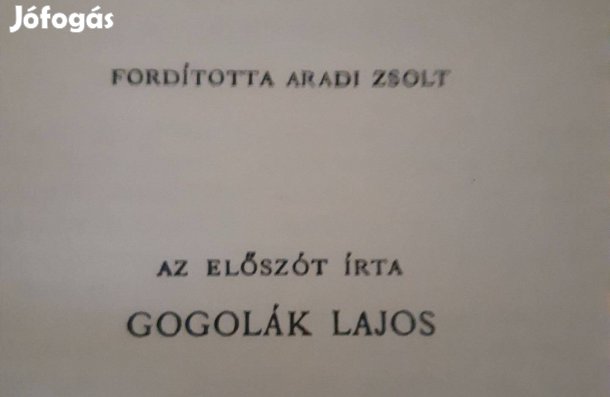 Jófogás
FORDÍTOTTA ARADI ZSOLT
AZ ELŐSZÓT ÍRTA
GOGOLÁK LAJOS